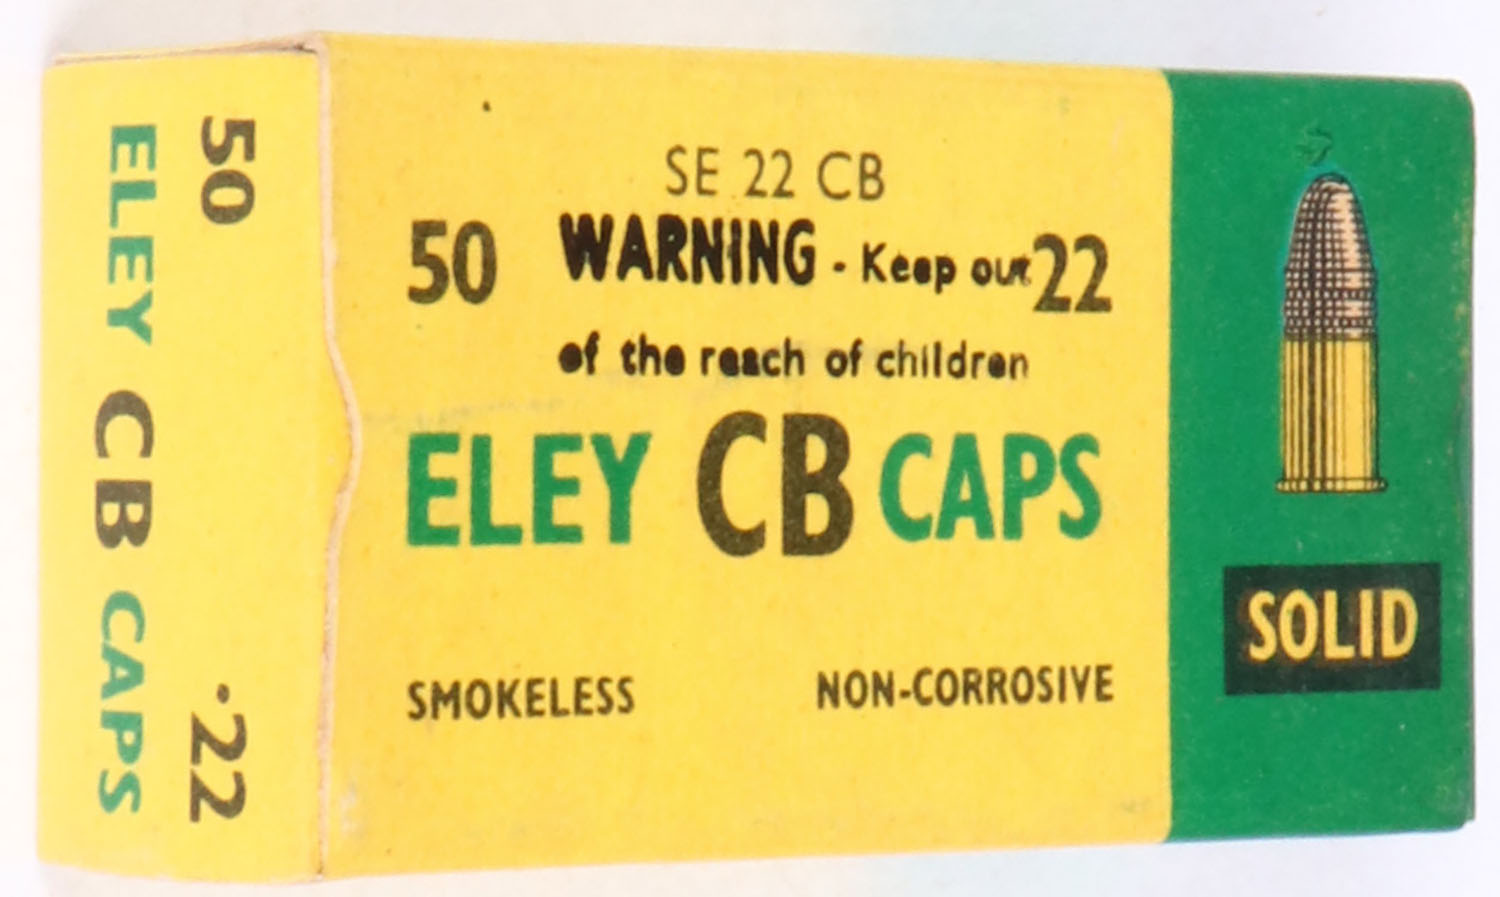 50 .22
ELEY CB CAPS
SE 22 CB
50 WARNING - Keep out 22
of the reach of children
ELEY CB CAPS
SMOKELESS NON-CORROSIVE
SOLID